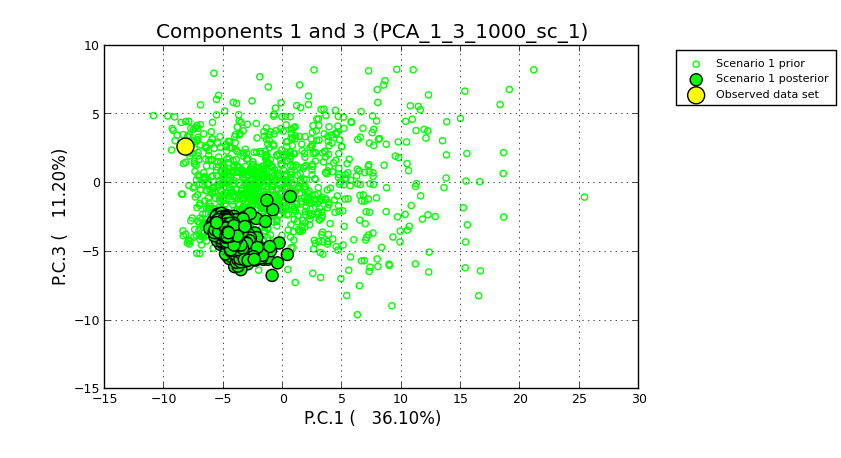 Components 1 and 3 (PCA_1_3_1000_sc_1)
Scenario 1 prior
Scenario 1 posterior
Observed data set
P.C.3 (   11.20%)
10
5
0
−5
−10
−15
−15
−10
−5
0
5
10
15
20
25
30
P.C.1 (   36.10%)